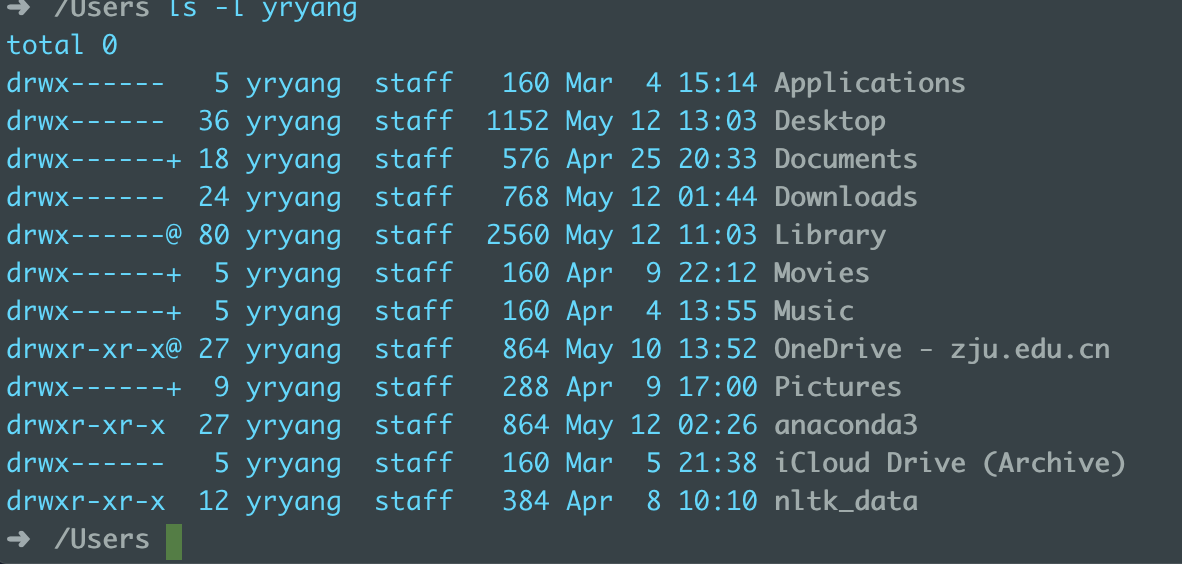 ➜ /Users ls -l yryang
total 0
drwx------   5 yryang  staff   160 Mar  4 15:14 Applications
drwx------  36 yryang  staff  1152 May 12 13:03 Desktop
drwx------+ 18 yryang  staff   576 Apr 25 20:33 Documents
drwx------  24 yryang  staff   768 May 12 01:44 Downloads
drwx------@ 80 yryang  staff  2560 May 12 11:03 Library
drwx------+  5 yryang  staff   160 Apr  9 22:12 Movies
drwx------+  5 yryang  staff   160 Apr  4 13:55 Music
drwxr-xr-x@ 27 yryang  staff   864 May 10 13:52 OneDrive - zju.edu.cn
drwx------+  9 yryang  staff   288 Apr  9 17:00 Pictures
drwxr-xr-x  27 yryang  staff   864 May 12 02:26 anaconda3
drwx------   5 yryang  staff   160 Mar  5 21:38 iCloud Drive (Archive)
drwxr-xr-x  12 yryang  staff   384 Apr  8 10:10 nltk_data
➜ /Users